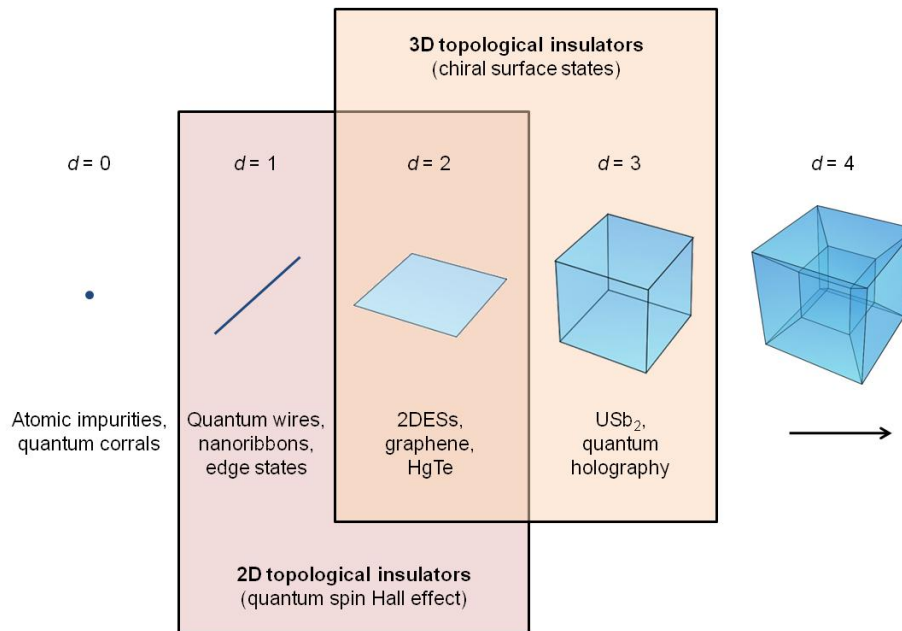 3D topological insulators
(chiral surface states)
d = 0
d = 1
d = 2
d = 3
d = 4
Atomic impurities,
quantum corrals
Quantum wires,
nanoribbons,
edge states
2DESs,
graphene,
HgTe
USb₂,
quantum
holography
2D topological insulators
(quantum spin Hall effect)